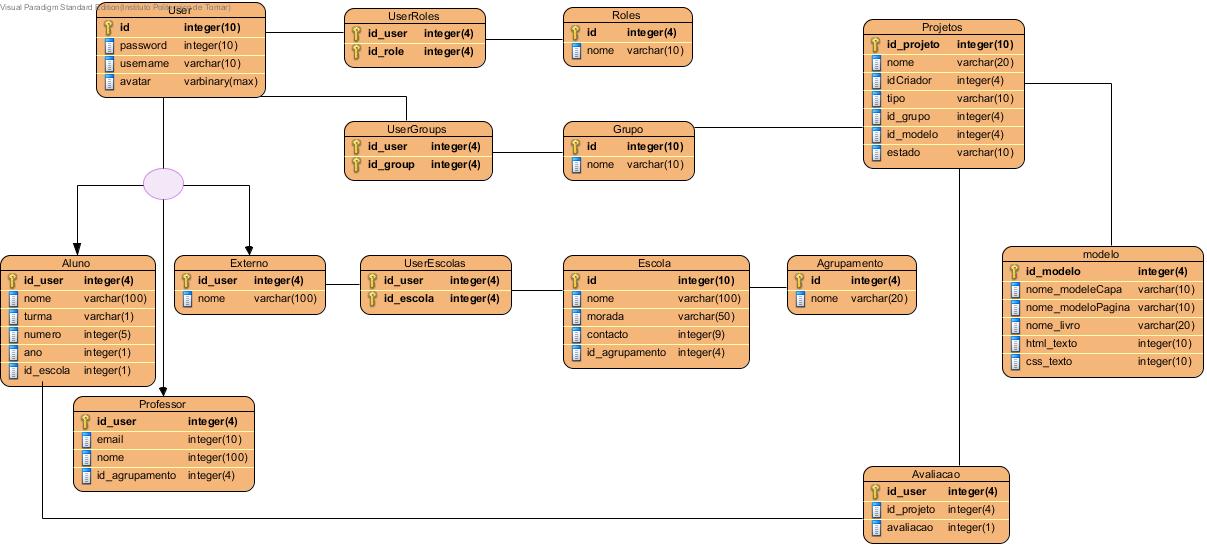 Visual Paradigm Standard Edition(Instituto Politecnico de Tomar)
User
id integer(10)
password integer(10)
username varchar(10)
avatar varbinary(max)
UserRoles
id_user integer(4)
id_role integer(4)
Roles
id integer(4)
nome varchar(10)
Projetos
id_projeto integer(10)
nome varchar(20)
idCriador integer(4)
tipo varchar(10)
id_grupo integer(4)
id_modelo integer(4)
estado varchar(10)
UserGroups
id_user integer(4)
id_group integer(4)
Grupo
id integer(10)
nome varchar(10)
Aluno
id_user integer(4)
nome varchar(100)
turma varchar(1)
numero integer(5)
ano integer(1)
id_escola integer(1)
Externo
id_user integer(4)
nome varchar(100)
UserEscolas
id_user integer(4)
id_escola integer(4)
Escola
id integer(10)
nome varchar(100)
morada varchar(50)
contacto integer(9)
id_agrupamento integer(4)
Agrupamento
id integer(4)
nome varchar(20)
modelo
id_modelo integer(4)
nome_modeleCapa varchar(10)
nome_modeloPagina varchar(10)
nome_livro varchar(20)
html_texto integer(10)
css_texto integer(10)
Professor
id_user integer(4)
email integer(10)
nome integer(100)
id_agrupamento integer(4)
Avaliacao
id_user integer(4)
id_projeto integer(4)
avaliacao integer(1)